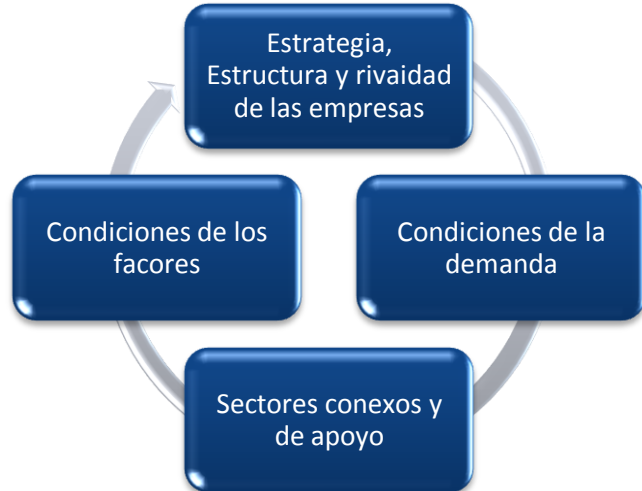 Estrategia,
Estructura y rivaidad
de las empresas
Condiciones de los
facores
Condiciones de la
demanda
Sectores conexos y
de apoyo